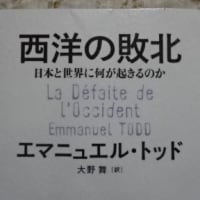 西洋の敗北
日本と世界に何が起きるのか
La Défaite de
l'Occident
Emmanuel TODD
エマニュエル・トッド
大野 舞 (訳)